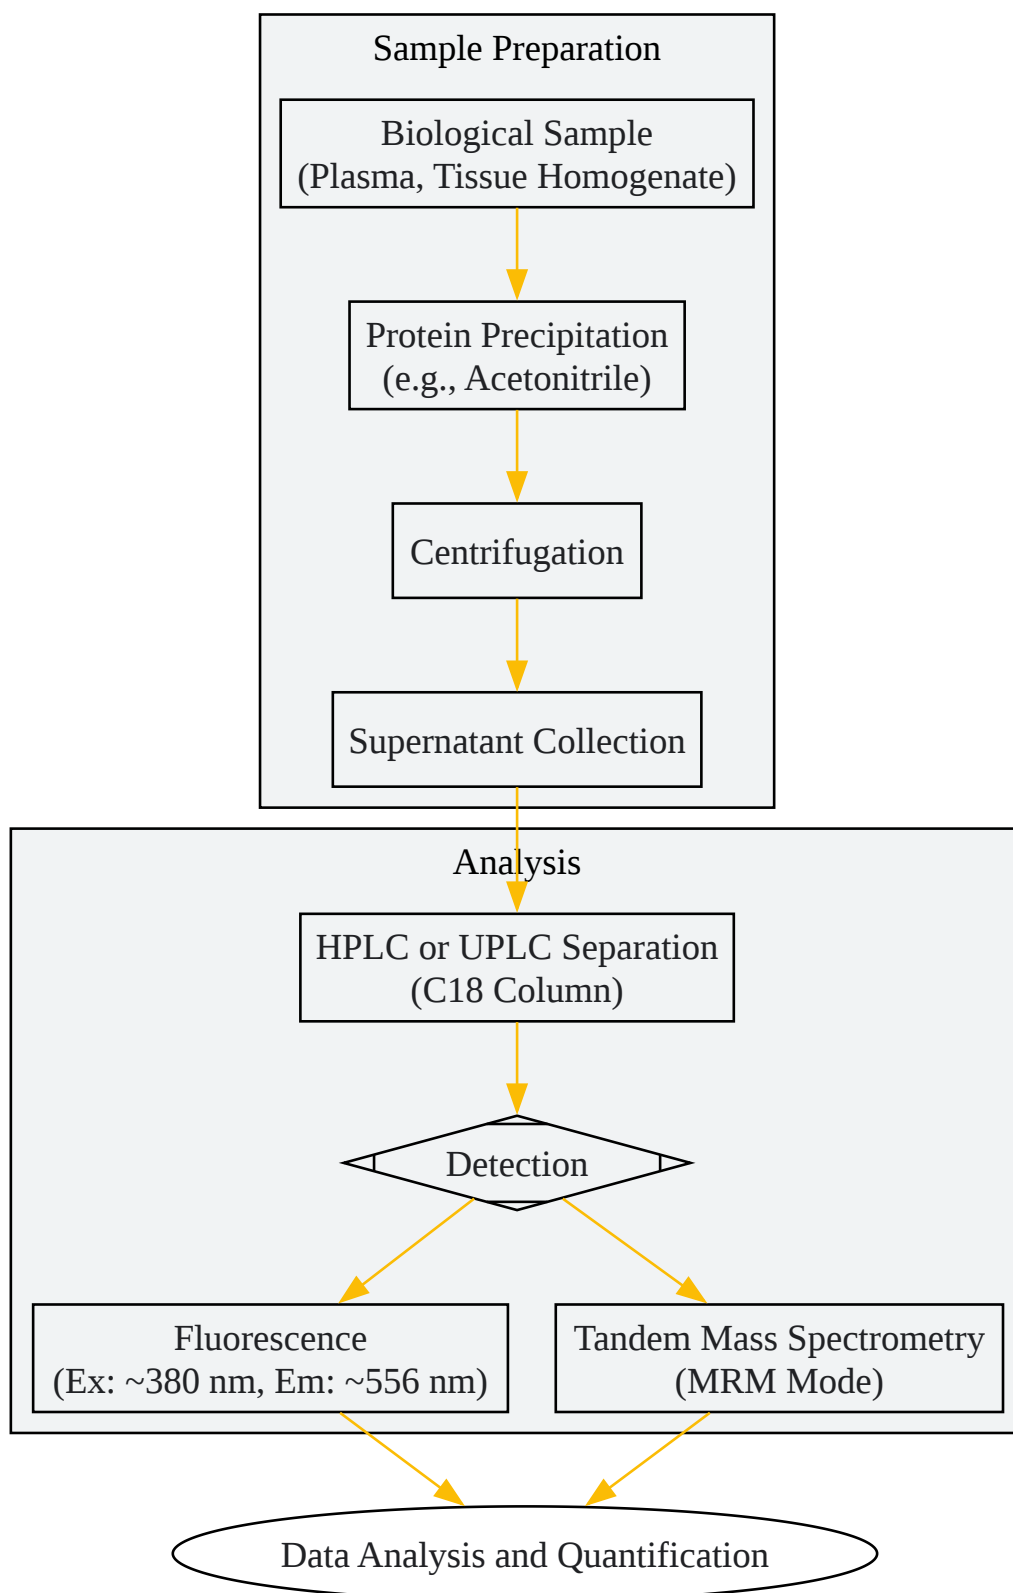 Sample Preparation
Biological Sample
(Plasma, Tissue Homogenate)
Protein Precipitation
(e.g., Acetonitrile)
Centrifugation
Supernatant Collection
Analysis
HPLC or UPLC Separation
(C18 Column)
Detection
Fluorescence
(Ex: ~380 nm, Em: ~556 nm)
Tandem Mass Spectrometry
(MRM Mode)
Data Analysis and Quantification